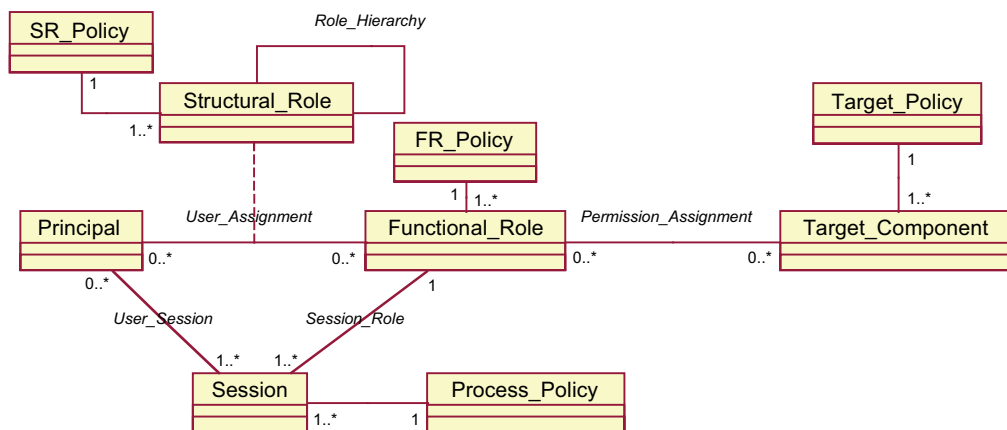 Role_Hierarchy
SR_Policy
1
1..*
Structural_Role
Target_Policy
1
1..*
FR_Policy
1
1..*
Principal
User_Assignment
0..*
0..*
Functional_Role
Permission_Assignment
0..*
0..*
Target_Component
0..*
User_Session
1..*
1
Session_Role
1..*
Session
1..*
1
Process_Policy